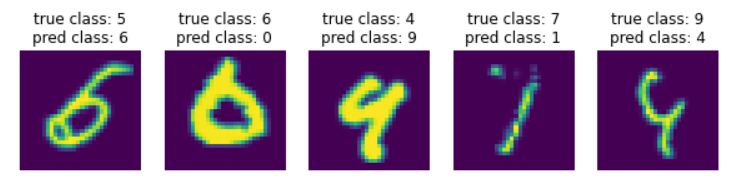 true class: 5
pred class: 6
true class: 6
pred class: 0
true class: 4
pred class: 9
true class: 7
pred class: 1
true class: 9
pred class: 4